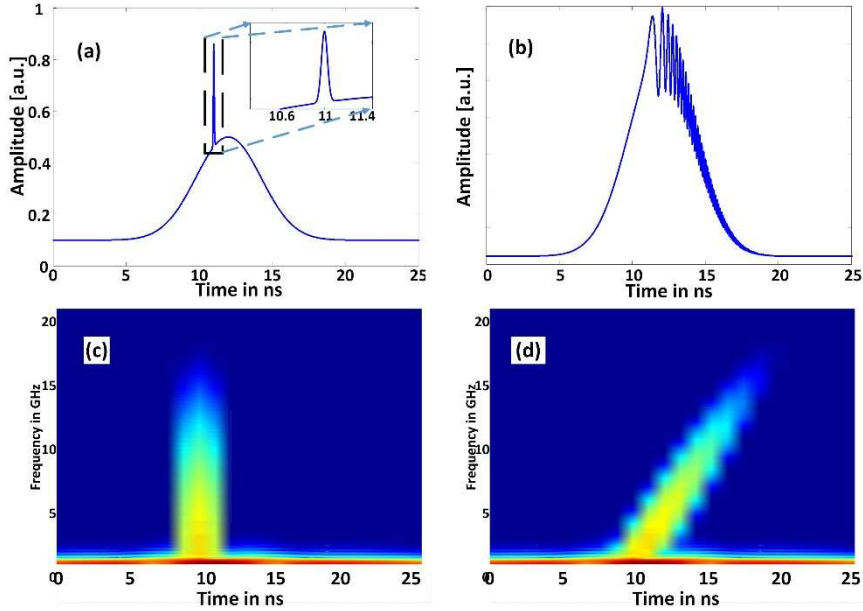 (a)
Amplitude [a.u.]
1
0.8
0.6
0.4
0.2
0
10.6 11 11.4
0 5 10 15 20 25
Time in ns
(b)
Amplitude [a.u.]
0 5 10 15 20 25
Time in ns
(c)
Frequency in GHz
20
15
10
5
0 5 10 15 20 25
Time in ns
(d)
Frequency in GHz
20
15
10
5
0 0 5 10 15 20 25
Time in ns